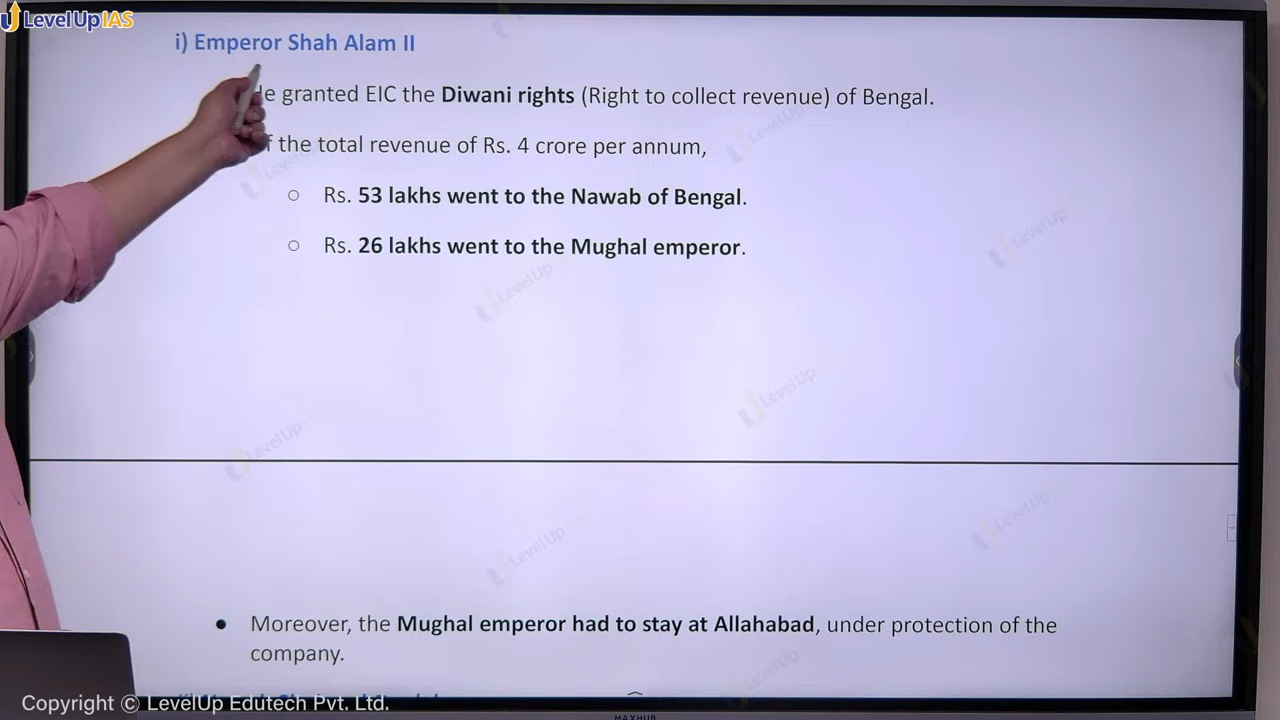 LevelUp IAS
i) Emperor Shah Alam II
granted EIC the Diwani rights (Right to collect revenue) of Bengal.
the total revenue of Rs. 4 crore per annum,
○ Rs. 53 lakhs went to the Nawab of Bengal.
○ Rs. 26 lakhs went to the Mughal emperor.
● Moreover, the Mughal emperor had to stay at Allahabad, under protection of the
company.
Copyright © LevelUp Edutech Pvt. Ltd.
MAXHUB